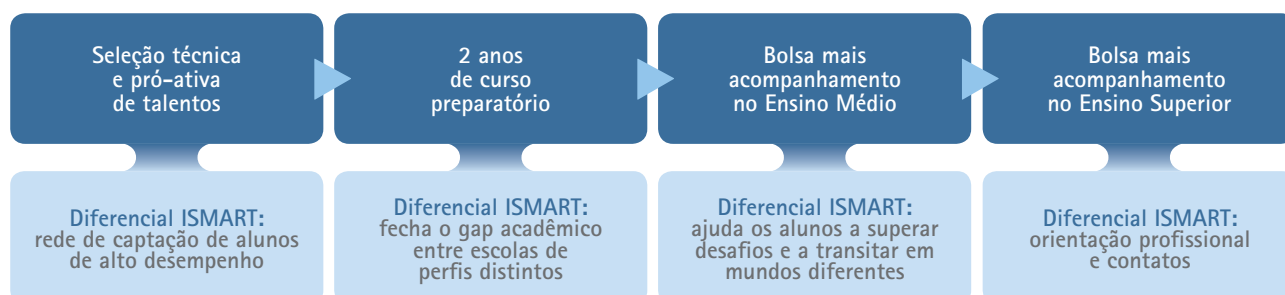 Seleção técnica
e pró-ativa
de talentos
2 anos
de curso
preparatório
Bolsa mais
acompanhamento
no Ensino Médio
Bolsa mais
acompanhamento
no Ensino Superior
Diferencial ISMART:
rede de captação de alunos
de alto desempenho
Diferencial ISMART:
fecha o gap acadêmico
entre escolas de
perfis distintos
Diferencial ISMART:
ajuda os alunos a superar
desafios e a transitar em
mundos diferentes
Diferencial ISMART:
orientação profissional
e contatos